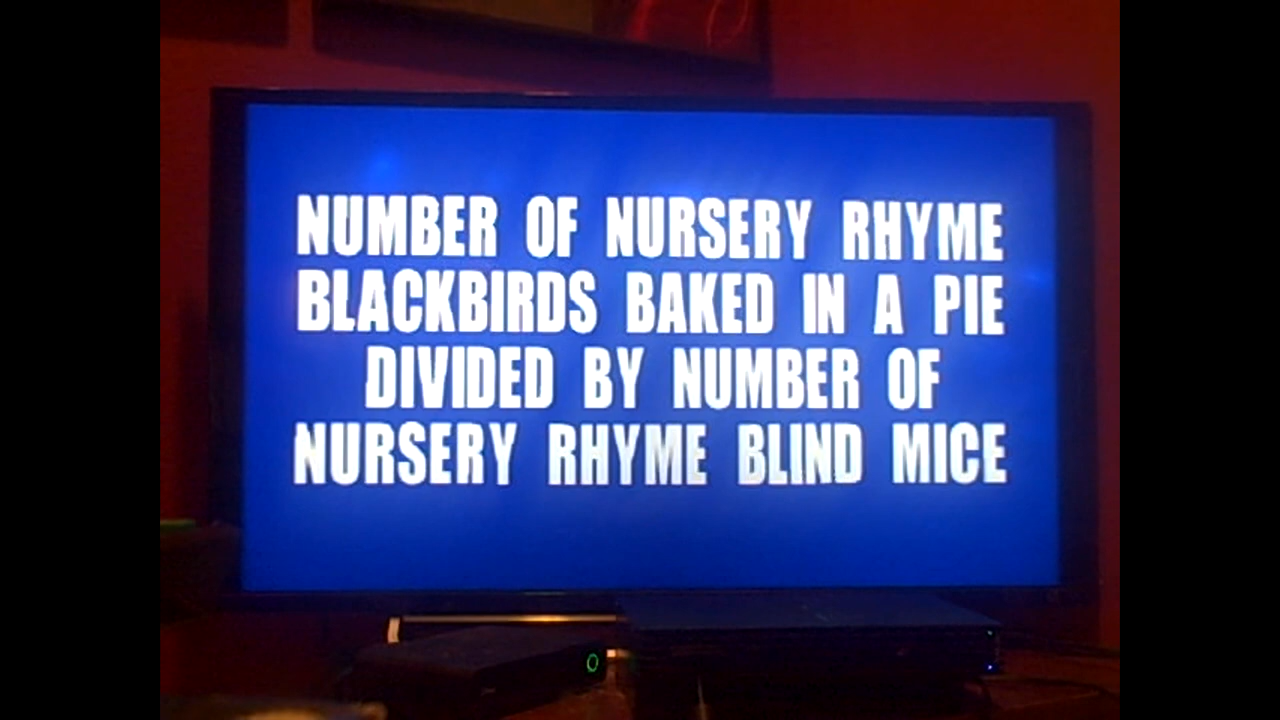 NUMBER OF NURSERY RHYME
BLACKBIRDS BAKED IN A PIE
DIVIDED BY NUMBER OF
NURSERY RHYME BLIND MICE